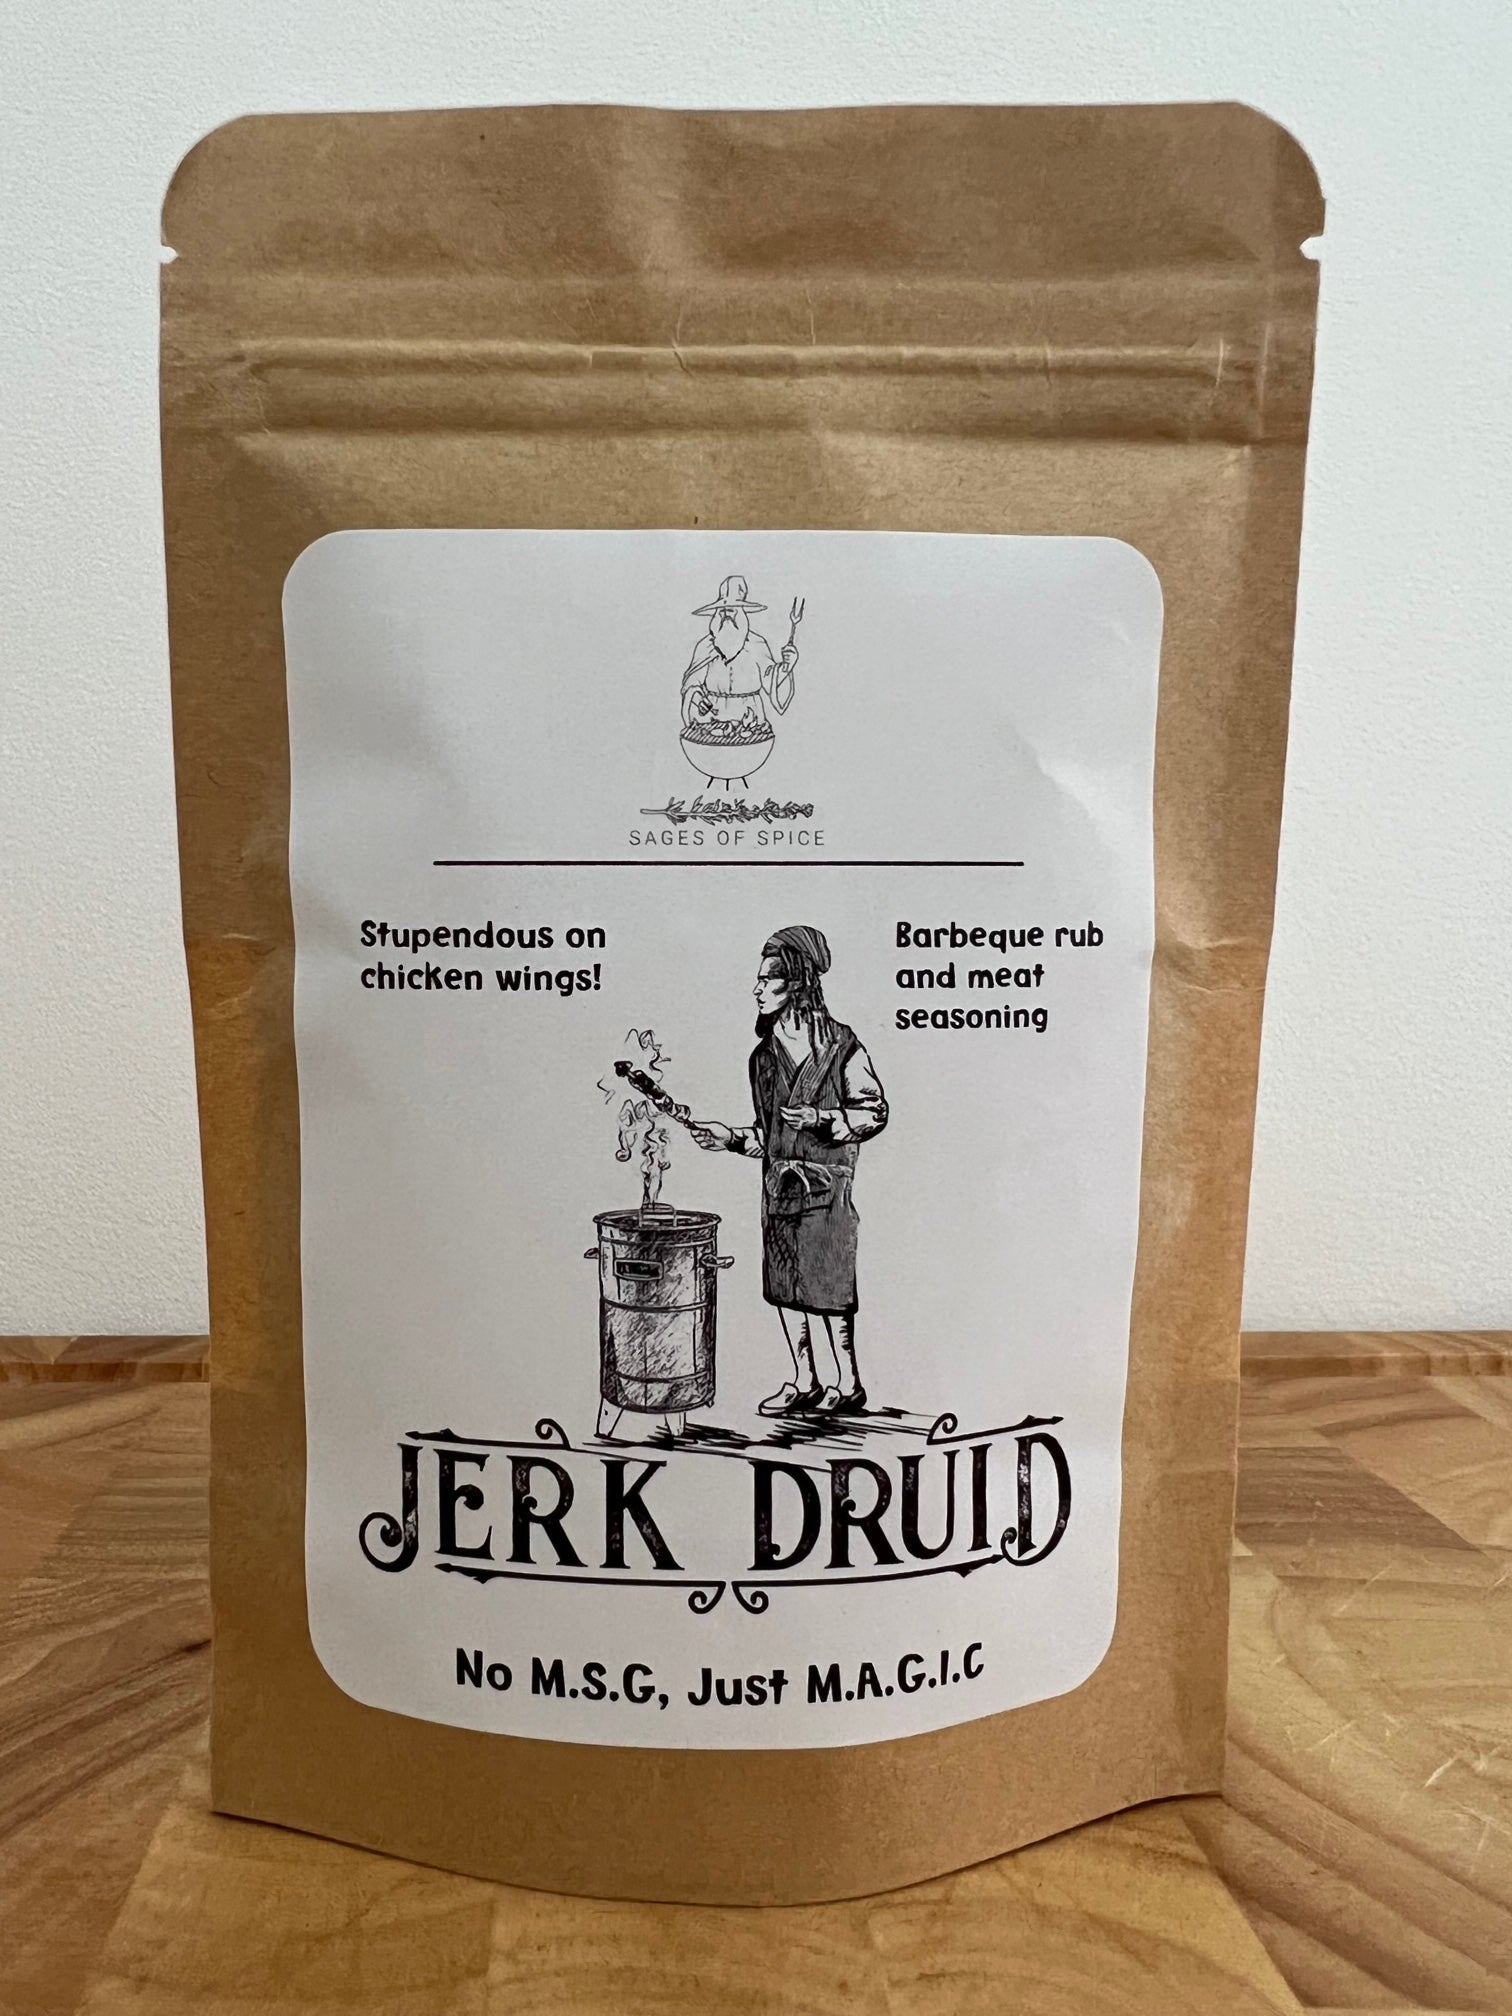 SAGES OF SPICE
Stupendous on
chicken wings!
Barbeque rub
and meat
seasoning
JERK DRUID
No M.S.G, Just M.A.G.I.C